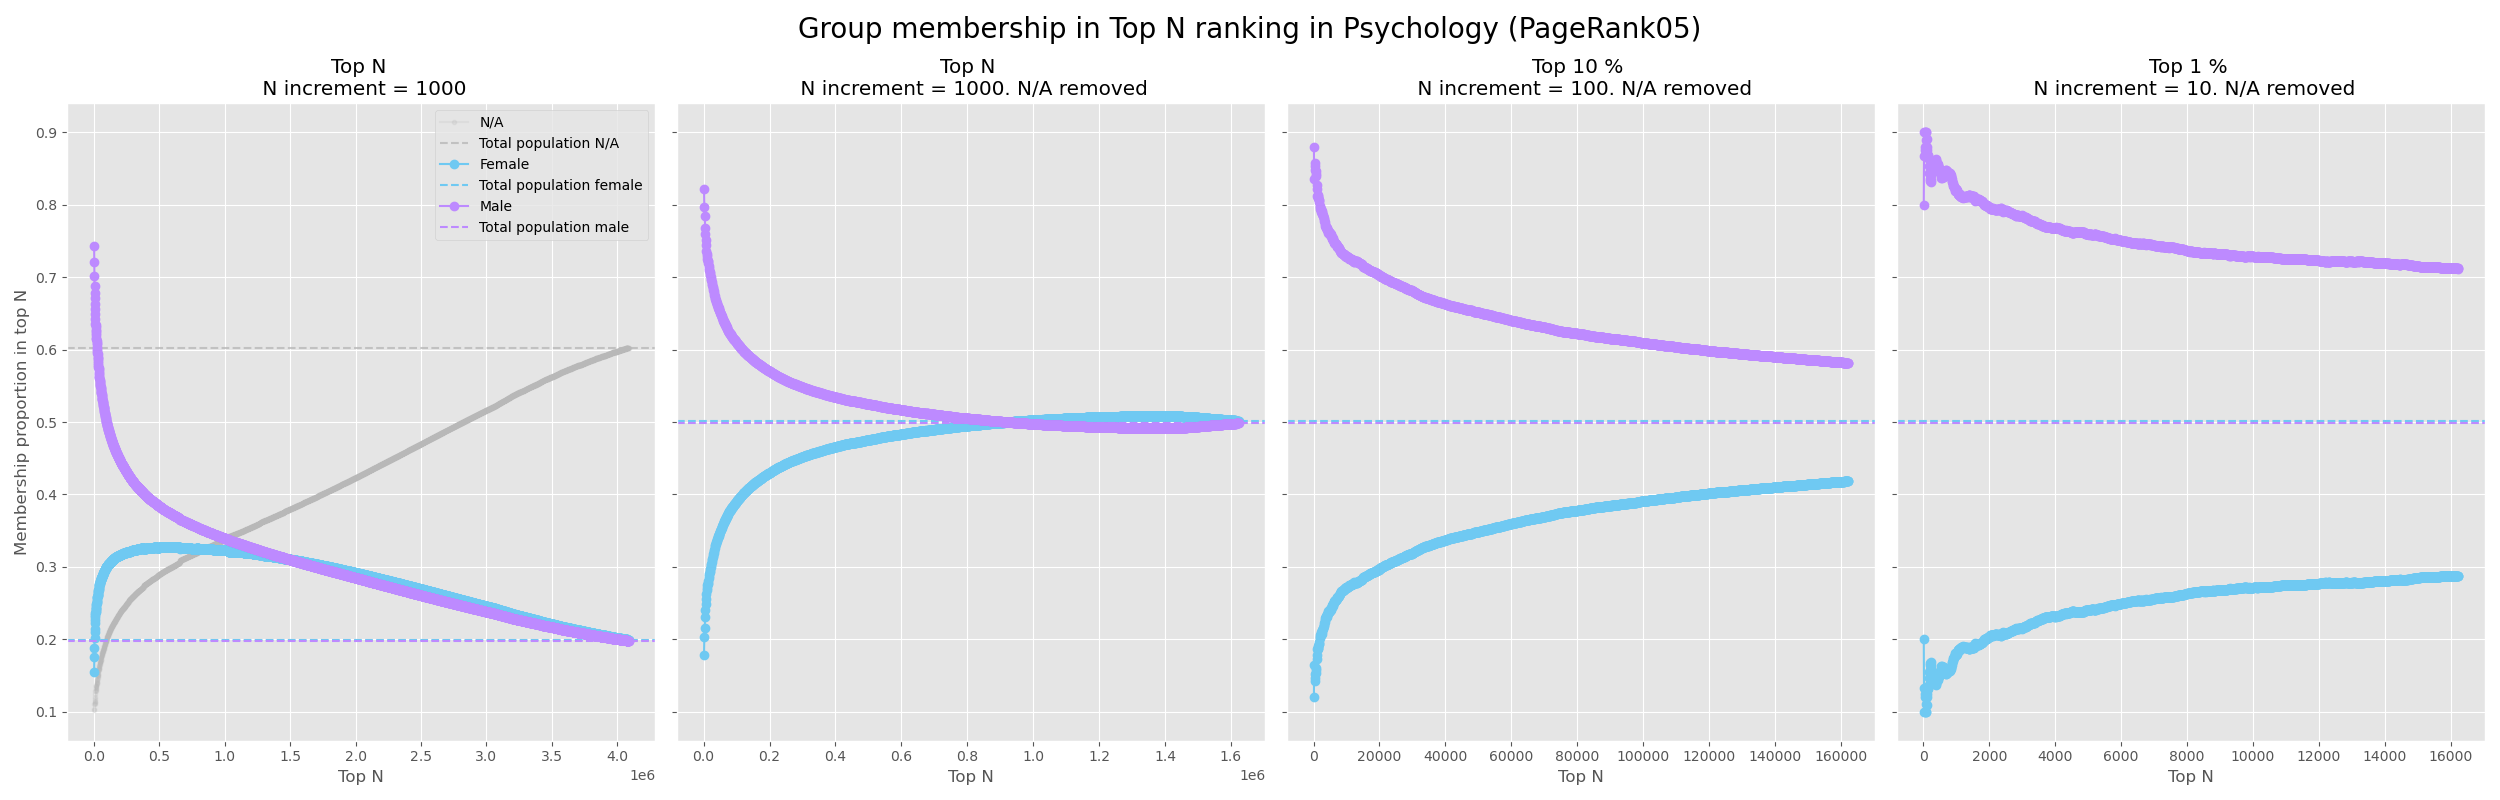 Group membership in Top N ranking in Psychology (PageRank05)
Top N
N increment = 1000
Top N
N increment = 1000. N/A removed
Top 10 %
N increment = 100. N/A removed
Top 1 %
N increment = 10. N/A removed
Membership proportion in top N
0.9
0.8
0.7
0.6
0.5
0.4
0.3
0.2
0.1
N/A
Total population N/A
Female
Total population female
Male
Total population male
0.0 0.5 1.0 1.5 2.0 2.5 3.0 3.5 4.0
1e6
Top N
0.0 0.2 0.4 0.6 0.8 1.0 1.2 1.4 1.6
1e6
Top N
0 20000 40000 60000 80000 100000 120000 140000 160000
Top N
0 2000 4000 6000 8000 10000 12000 14000 16000
Top N